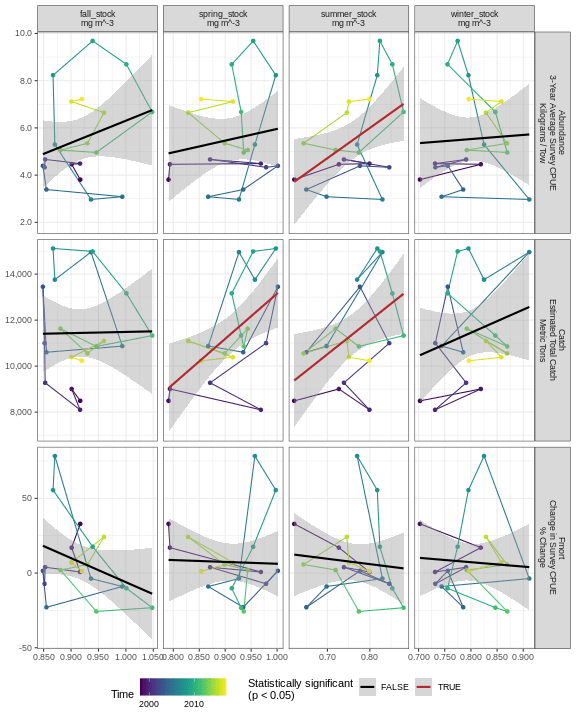 fall_stock
mg m^-3
spring_stock
mg m^-3
summer_stock
mg m^-3
winter_stock
mg m^-3
10.0
8.0
6.0
4.0
2.0
Abundance
3-Year Average Survey CPUE
Kilograms / Tow
14,000
12,000
10,000
8,000
Catch
Estimated Total Catch
Metric Tons
50
0
-50
Fmort
Change in Survey CPUE
% Change
0.850 0.900 0.950 1.000 1.050
0.800 0.850 0.900 0.950 1.000
0.70 0.80
0.700 0.750 0.800 0.850 0.900
Time
2000 2010
Statistically significant
(p < 0.05)
FALSE
TRUE